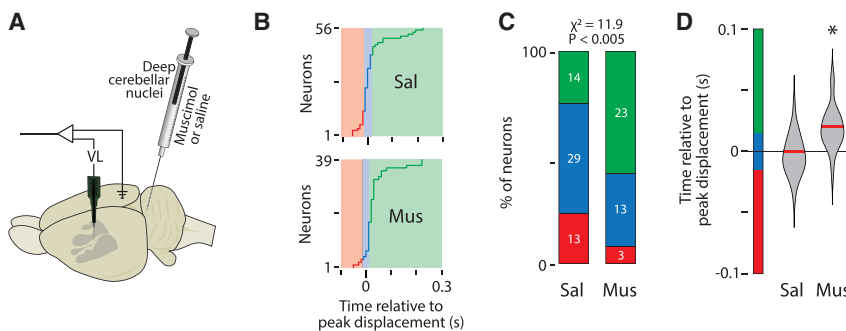 A
Deep
cerebellar
nuclei
Muscimol
or saline
VL
B
56
Neurons
1
Sal
39
Neurons
1
Mus
0
0.3
Time relative to
peak displacement (s)
C
χ² = 11.9
P < 0.005
100
% of neurons
0
14
29
13
23
13
3
Sal
Mus
D
0.1
Time relative to
peak displacement (s)
0
-0.1
*
Sal
Mus